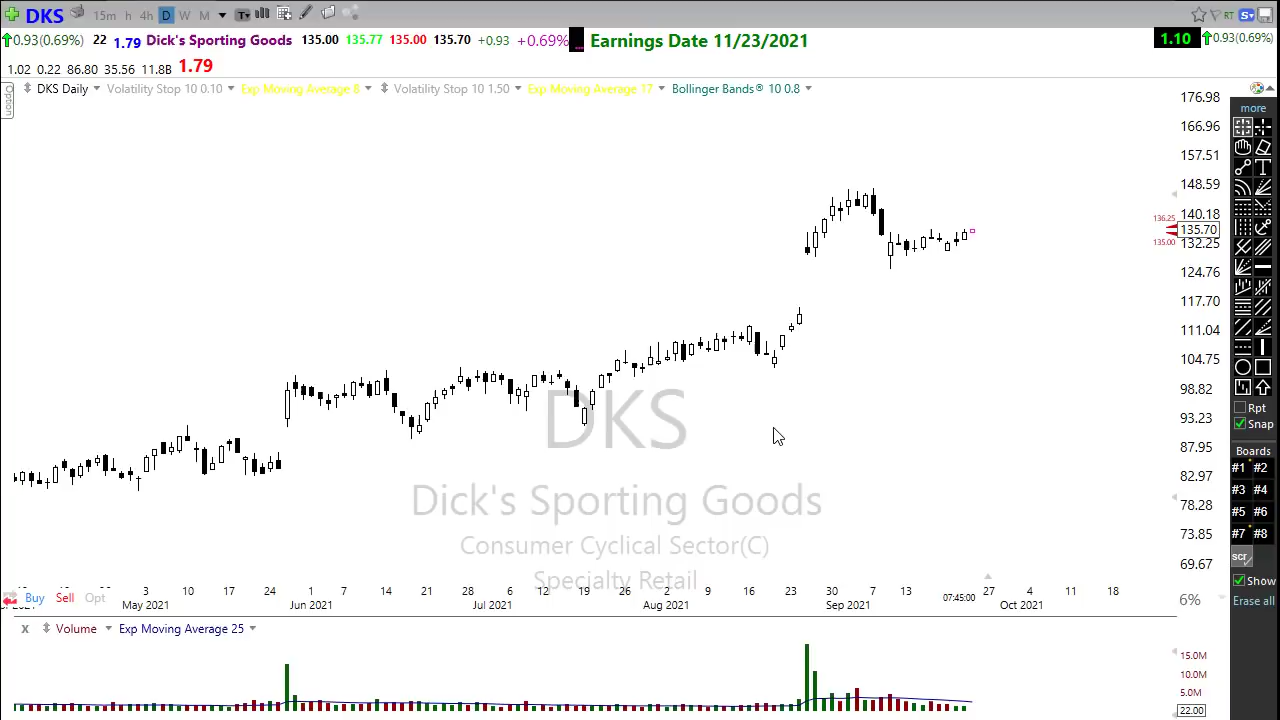 DKS 15m h 4h D W M T RT S
0.93(0.69%) 22 1.79 Dick's Sporting Goods 135.00 135.77 135.00 135.70 +0.93 +0.69% Earnings Date 11/23/2021 1.10 0.93(0.69%)
1.02 0.22 86.80 35.56 11.8B 1.79
Option
DKS Daily Volatility Stop 10 0.10 Exp Moving Average 8 Volatility Stop 10 1.50 Exp Moving Average 17 Bollinger Bands® 10 0.8
176.98
166.96
157.51
148.59
140.18
136.25
135.70
135.00
132.25
124.76
117.70
111.04
104.75
98.82
93.23
87.95
82.97
78.28
73.85
69.67
more
T
Rpt
Snap
Boards
#1 #2
#3 #4
#5 #6
#7 #8
scr
Show
Erase all
DKS
Dick's Sporting Goods
Consumer Cyclical Sector(C)
Specialty Retail
3 10 17 24 1 7 14 21 28 6 12 19 26 2 9 16 23 30 7 13 07:45:00 27 4 11 18
May 2021 Jun 2021 Jul 2021 Aug 2021 Sep 2021 Oct 2021
Buy Sell Opt
6%
X Volume Exp Moving Average 25
15.0M
10.0M
5.0M
22.00